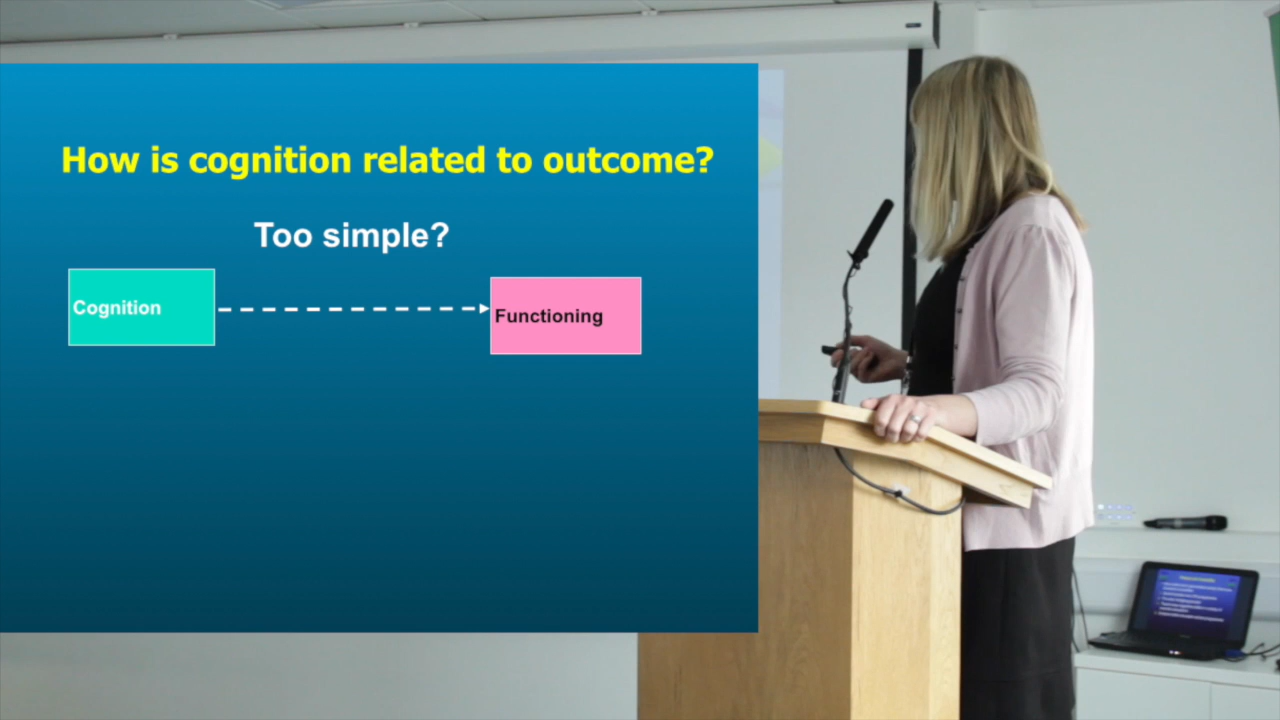 How is cognition related to outcome?
Too simple?
Cognition
Functioning